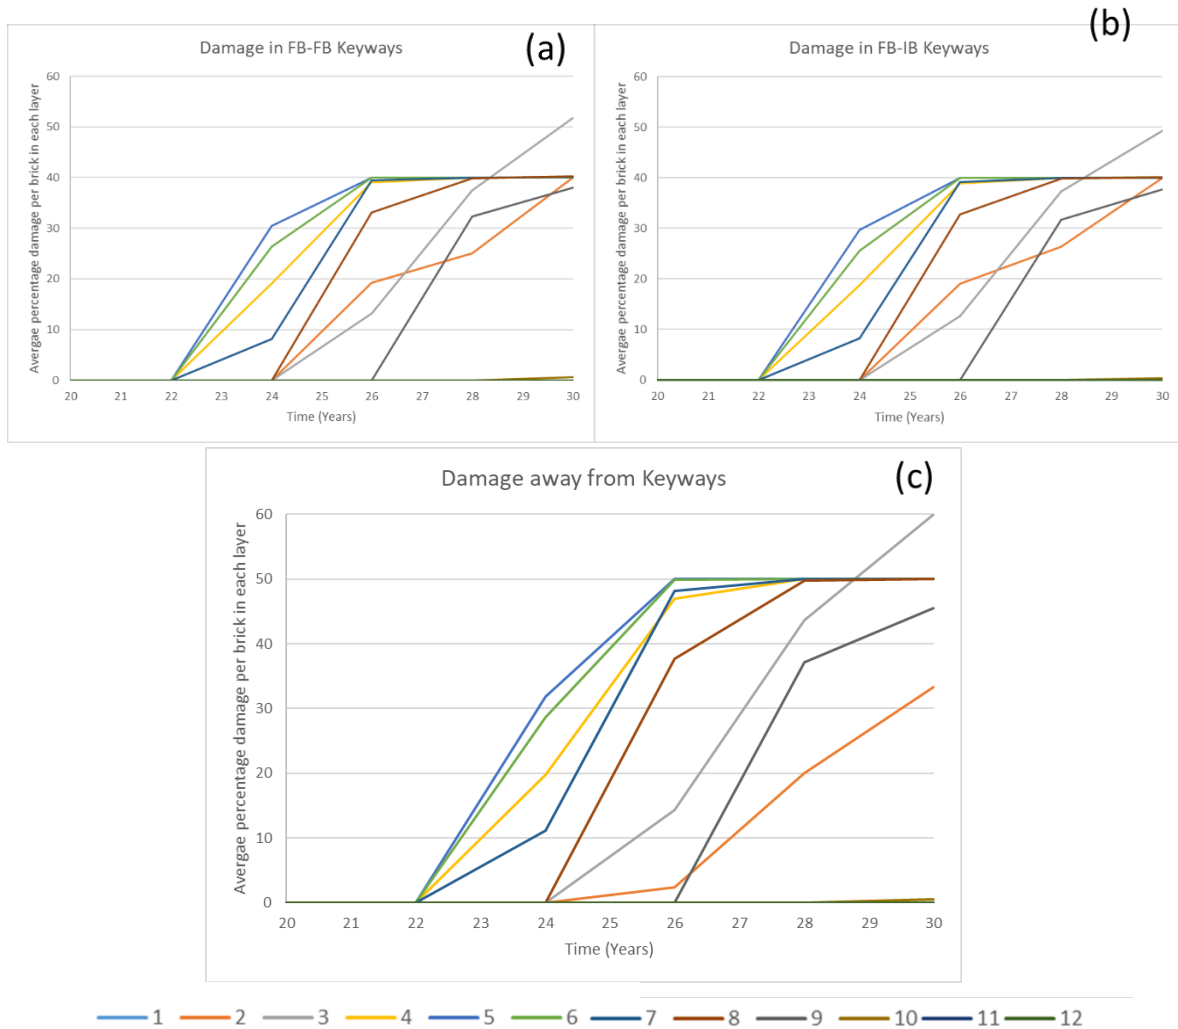 Damage in FB-FB Keyways
(a)
Avergae percentage damage per brick in each layer
60
50
40
30
20
10
0
20 21 22 23 24 25 26 27 28 29 30
Time (Years)
Damage in FB-IB Keyways
(b)
Avergae percentage damage per brick in each layer
60
50
40
30
20
10
0
20 21 22 23 24 25 26 27 28 29 30
Time (Years)
Damage away from Keyways
(c)
Avergae percentage damage per brick in each layer
60
50
40
30
20
10
0
20 21 22 23 24 25 26 27 28 29 30
Time (Years)
1 2 3 4 5 6 7 8 9 10 11 12